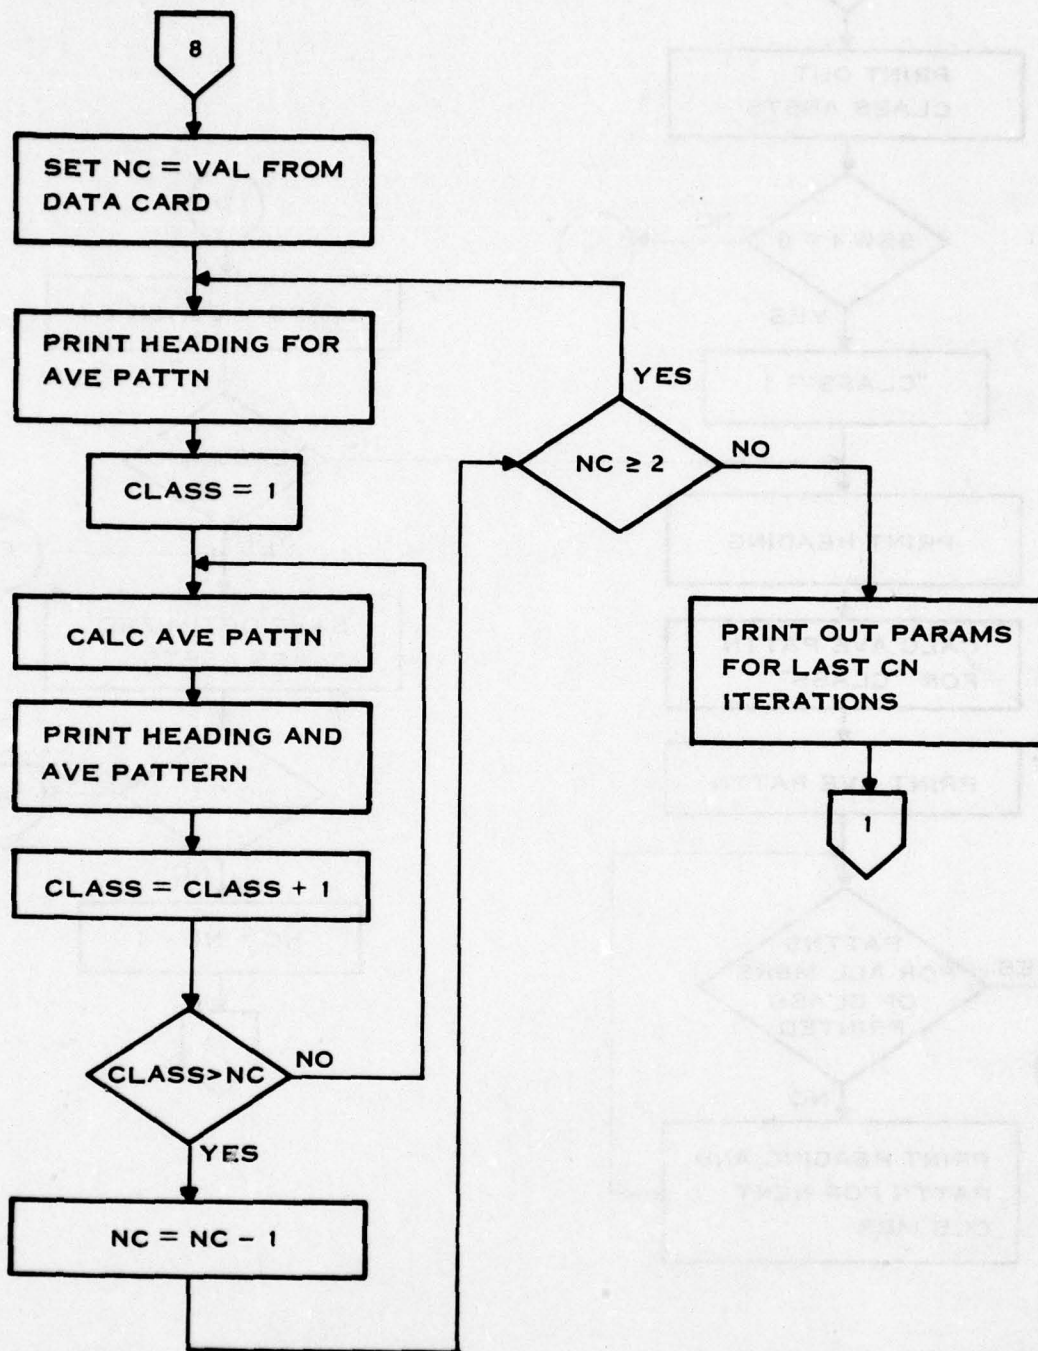 8
SET NC = VAL FROM
DATA CARD
PRINT HEADING FOR
AVE PATTN
CLASS = 1
CALC AVE PATTN
PRINT HEADING AND
AVE PATTERN
CLASS = CLASS + 1
CLASS>NC
NO
YES
NC = NC - 1
YES
NC ≥ 2
NO
PRINT OUT PARAMS
FOR LAST CN
ITERATIONS
1